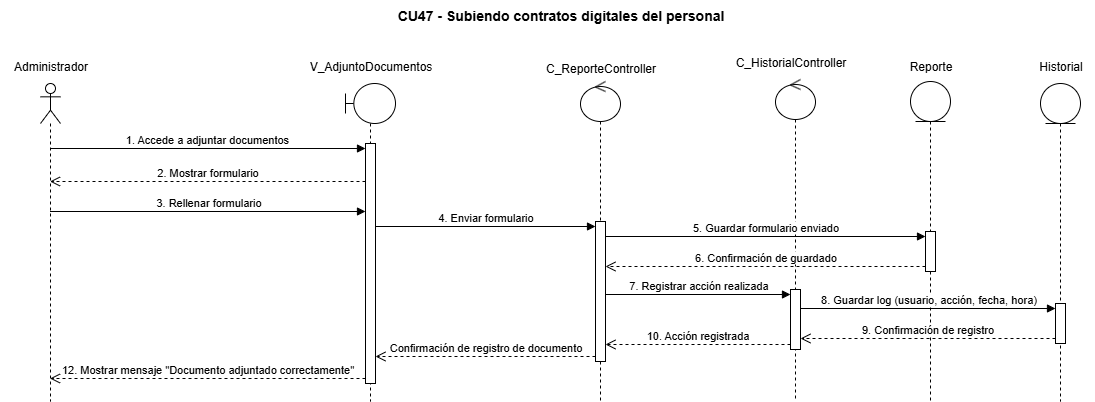 CU47 - Subiendo contratos digitales del personal
Administrador
V_AdjuntoDocumentos
C_ReporteController
C_HistorialController
Reporte
Historial
1. Accede a adjuntar documentos
2. Mostrar formulario
3. Rellenar formulario
4. Enviar formulario
5. Guardar formulario enviado
6. Confirmación de guardado
7. Registrar acción realizada
8. Guardar log (usuario, acción, fecha, hora)
9. Confirmación de registro
10. Acción registrada
Confirmación de registro de documento
12. Mostrar mensaje "Documento adjuntado correctamente"